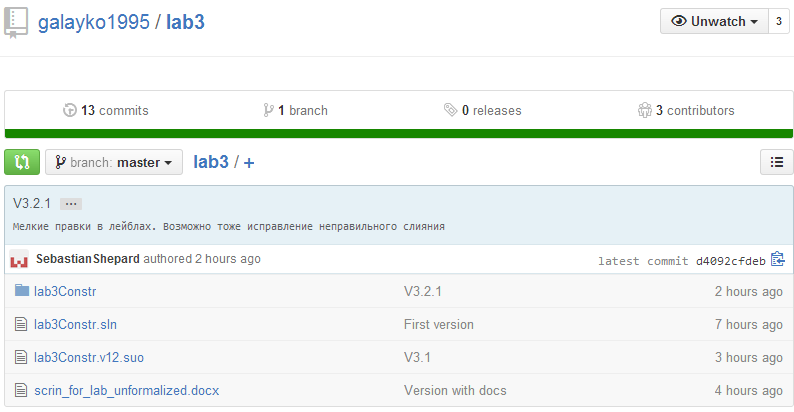 galayko1995 / lab3
Unwatch 3
13 commits 1 branch 0 releases 3 contributors
branch: master lab3 / +
V3.2.1 ...
Мелкие правки в лейблах. Возможно тоже исправление неправильного слияния
SebastianShepard authored 2 hours ago latest commit d4092cfdeb
lab3Constr V3.2.1 2 hours ago
lab3Constr.sln First version 7 hours ago
lab3Constr.v12.suo V3.1 3 hours ago
scrin_for_lab_unformalized.docx Version with docs 4 hours ago